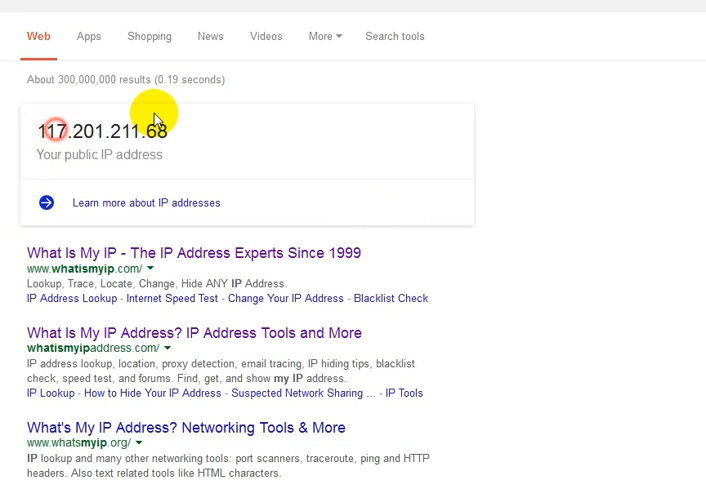 Web Apps Shopping News Videos More Search tools
About 300,000,000 results (0.19 seconds)
117.201.211.68
Your public IP address
Learn more about IP addresses
What Is My IP - The IP Address Experts Since 1999
www.whatismyip.com/
Lookup, Trace, Locate, Change, Hide ANY IP Address.
IP Address Lookup - Internet Speed Test - Change Your IP Address - Blacklist Check
What Is My IP Address? IP Address Tools and More
whatismyipaddress.com/
IP address lookup, location, proxy detection, email tracing, IP hiding tips, blacklist
check, speed test, and forums. Find, get, and show my IP address.
IP Lookup - How to Hide Your IP Address - Suspected Network Sharing ... - IP Tools
What's My IP Address? Networking Tools & More
www.whatsmyip.org/
IP lookup and many other networking tools: port scanners, traceroute, ping and HTTP
headers. Also text related tools like HTML characters.